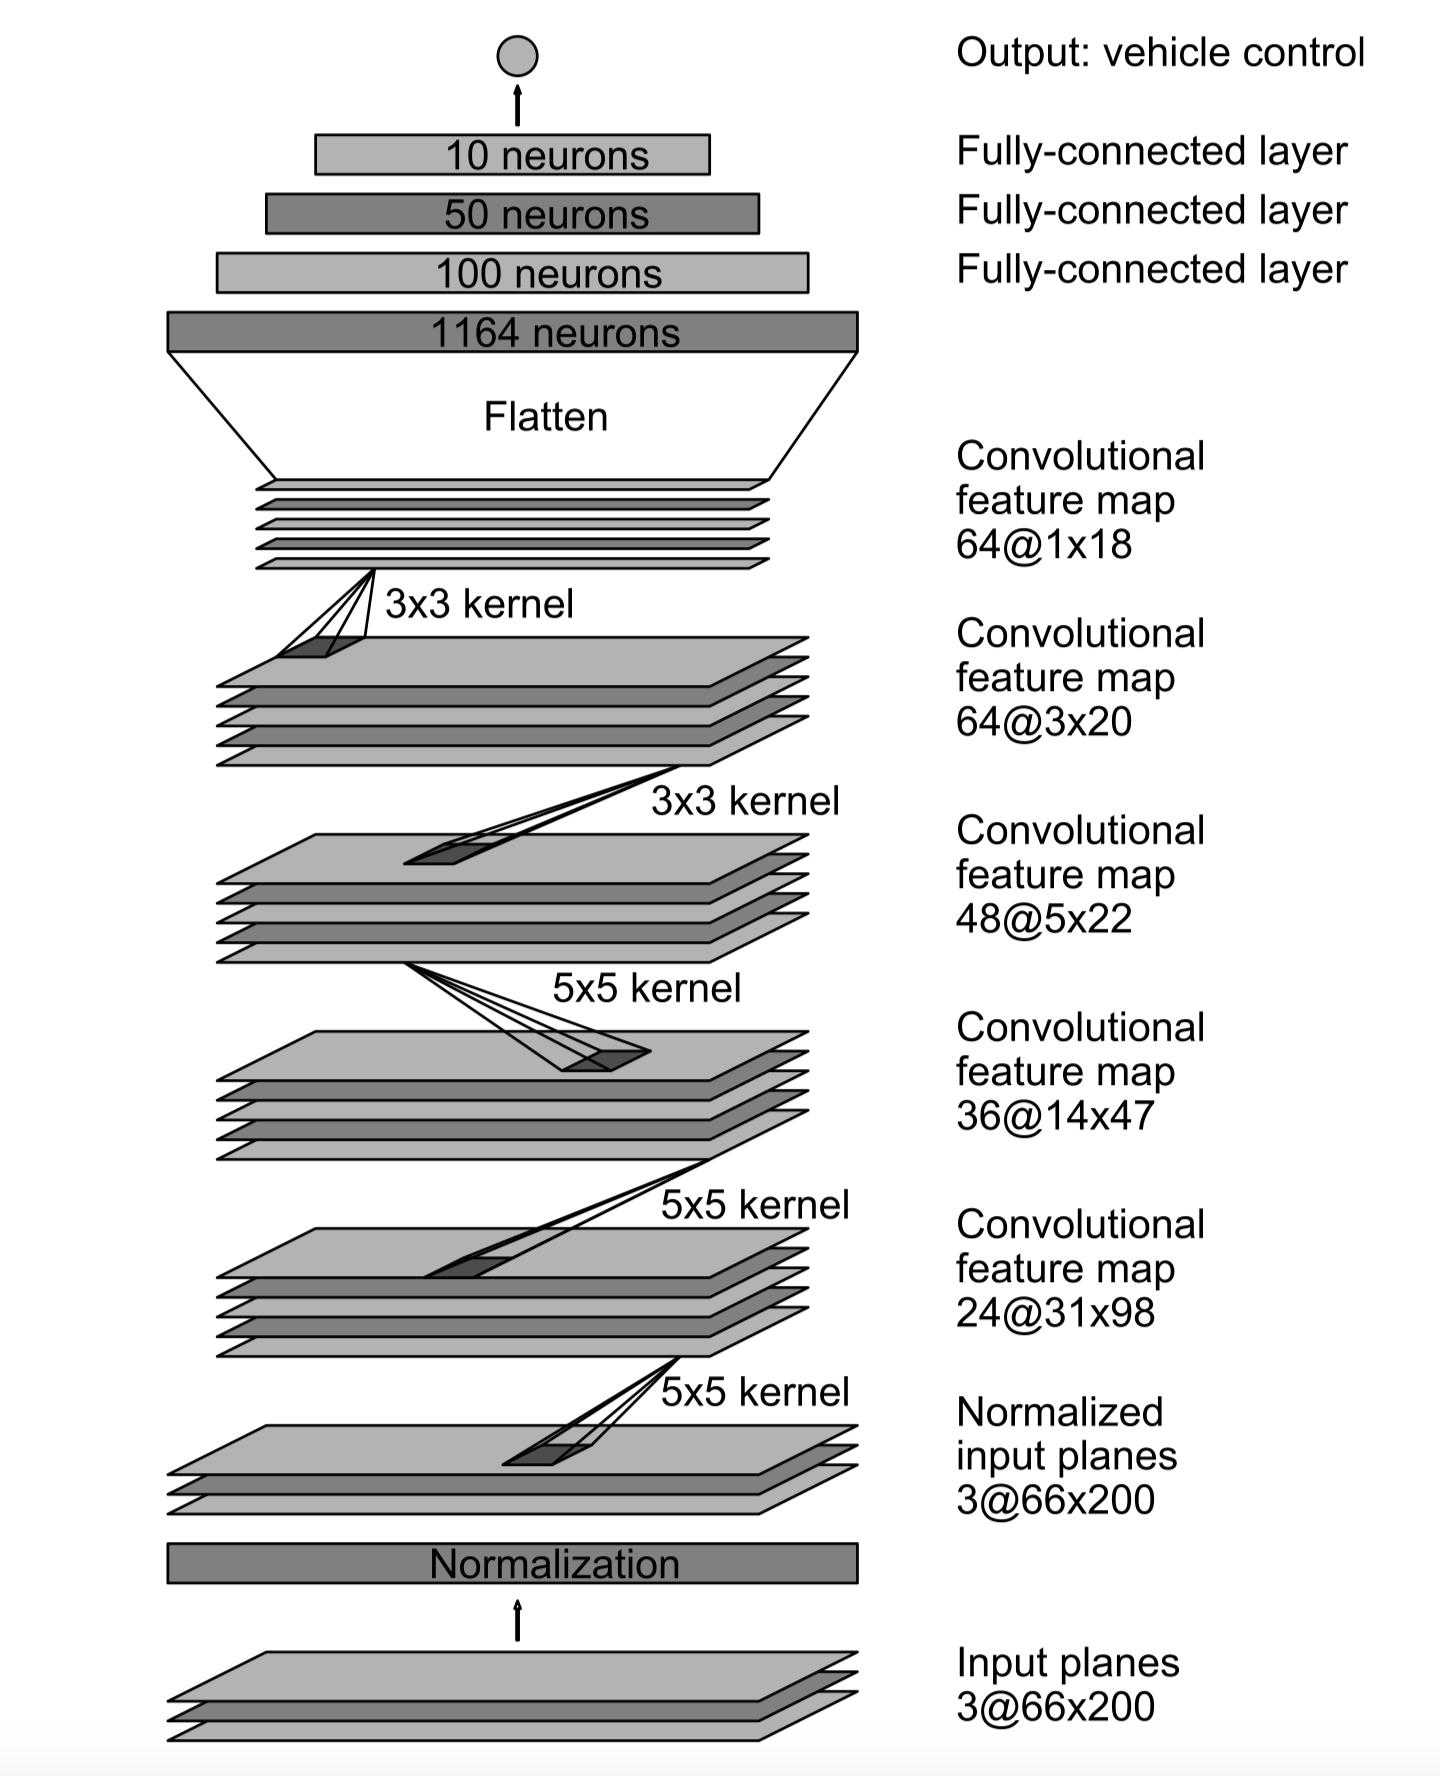 Output: vehicle control
10 neurons
Fully-connected layer
50 neurons
Fully-connected layer
100 neurons
Fully-connected layer
1164 neurons
Flatten
Convolutional
feature map
64@1x18
3x3 kernel
Convolutional
feature map
64@3x20
3x3 kernel
Convolutional
feature map
48@5x22
5x5 kernel
Convolutional
feature map
36@14x47
5x5 kernel
Convolutional
feature map
24@31x98
5x5 kernel
Normalized
input planes
3@66x200
Normalization
Input planes
3@66x200